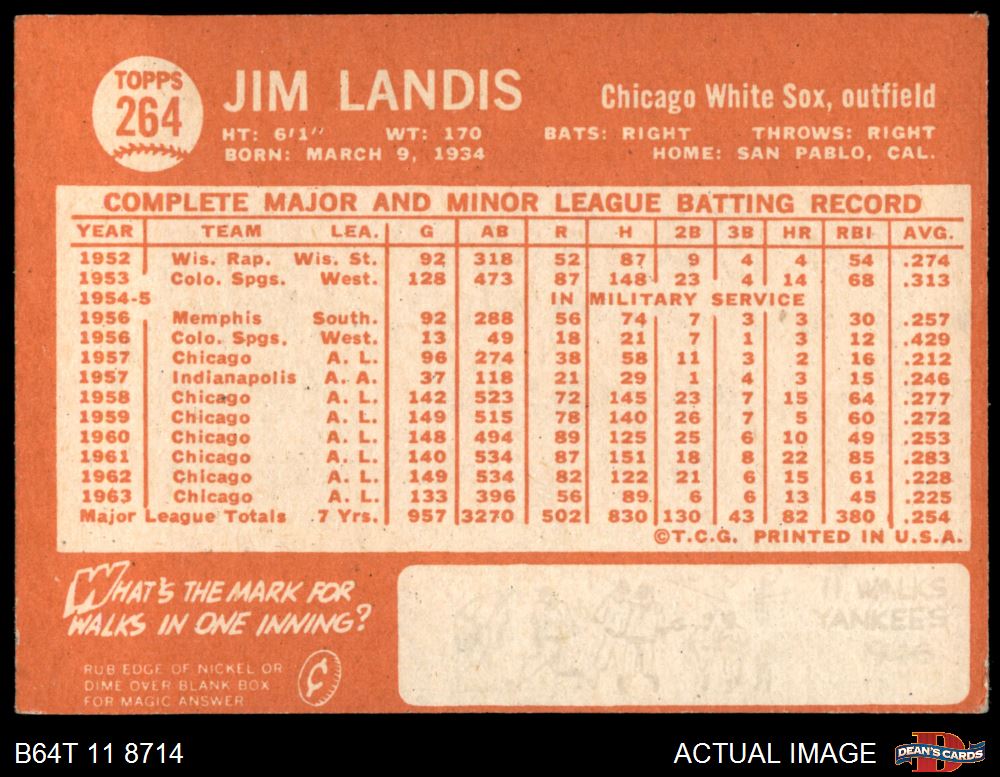 TOPPS
264
JIM LANDIS
Chicago White Sox, outfield
HT: 6'1" WT: 170 BATS: RIGHT THROWS: RIGHT
BORN: MARCH 9, 1934 HOME: SAN PABLO, CAL.
COMPLETE MAJOR AND MINOR LEAGUE BATTING RECORD
YEAR TEAM LEA. G AB R H 2B 3B HR RBI AVG.
1952 Wis. Rap. Wis. St. 92 318 52 87 9 4 4 54 .274
1953 Colo. Spgs. West. 128 473 87 148 23 4 14 68 .313
1954-5 IN MILITARY SERVICE
1956 Memphis South. 92 288 56 74 7 3 3 30 .257
1956 Colo. Spgs. West. 13 49 18 21 7 1 3 12 .429
1957 Chicago A. L. 96 274 38 58 11 3 2 16 .212
1957 Indianapolis A. A. 37 118 21 29 1 4 3 15 .246
1958 Chicago A. L. 142 523 72 145 23 7 15 64 .277
1959 Chicago A. L. 149 515 78 140 26 7 5 60 .272
1960 Chicago A. L. 148 494 89 125 25 6 10 49 .253
1961 Chicago A. L. 140 534 87 151 18 8 22 85 .283
1962 Chicago A. L. 149 534 82 122 21 6 15 61 .228
1963 Chicago A. L. 133 396 56 89 6 6 13 45 .225
Major League Totals 7 Yrs. 957 3270 502 830 130 43 82 380 .254
©T.C.G. PRINTED IN U.S.A.
WHAT'S THE MARK FOR
WALKS IN ONE INNING?
RUB EDGE OF NICKEL OR
DIME OVER BLANK BOX
FOR MAGIC ANSWER
¢
11 WALKS
YANKEES
B64T 11 8714
ACTUAL IMAGE
D
DEAN'S CARDS